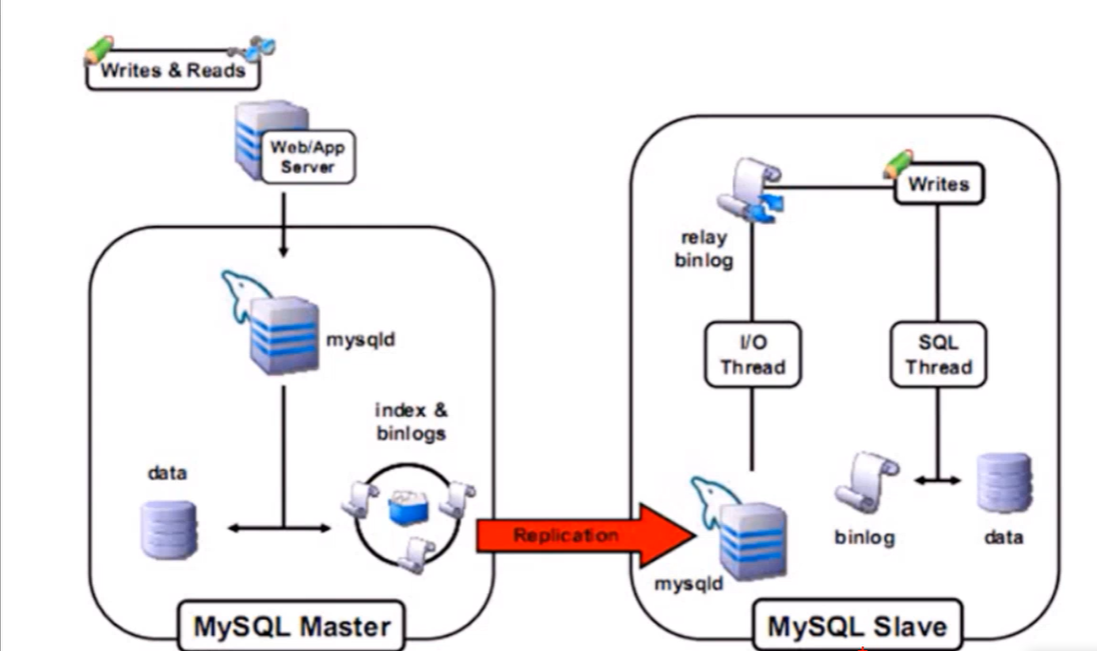 Writes & Reads
Web/App
Server
mysqld
index &
binlogs
data
MySQL Master
Replication
relay
binlog
Writes
I/O
Thread
SQL
Thread
mysqld
binlog
data
MySQL Slave